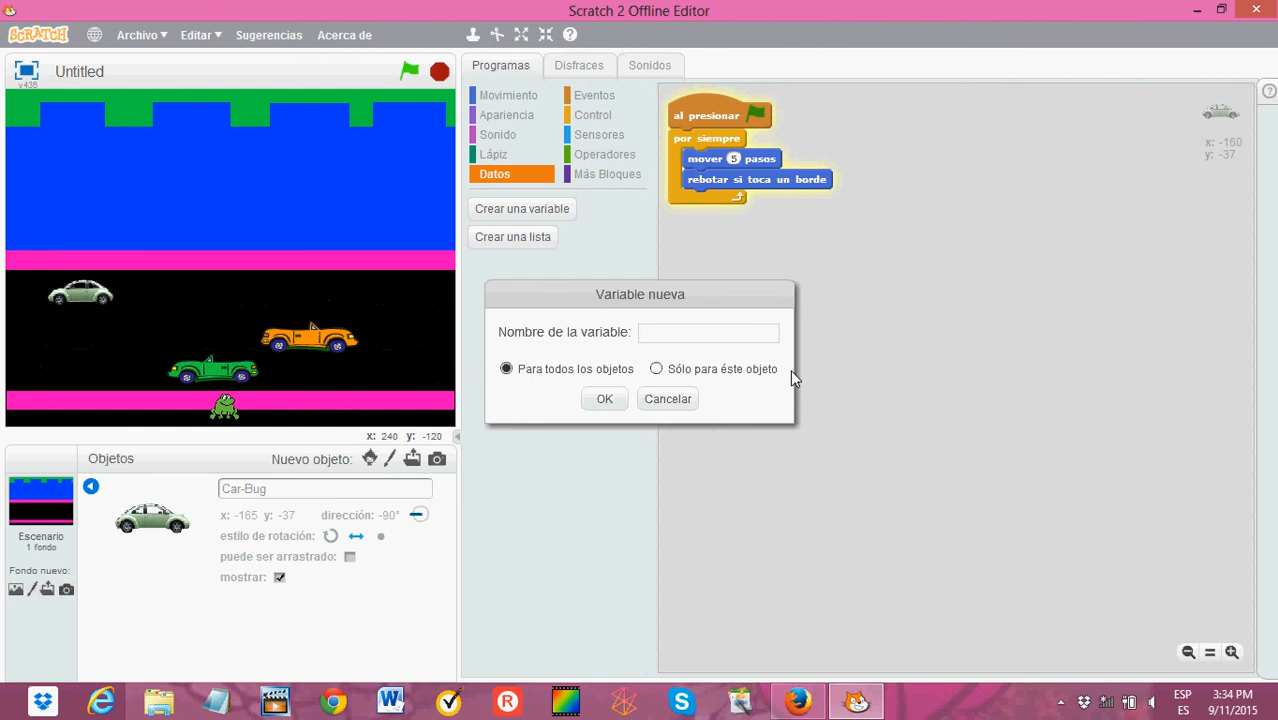 Scratch 2 Offline Editor
SCRATCH
Archivo Editar Sugerencias Acerca de
Untitled
v436
Programas Disfraces Sonidos
Movimiento Eventos
Apariencia Control
Sonido Sensores
Lápiz Operadores
Datos Más Bloques
Crear una variable
Crear una lista
al presionar
por siempre
mover 5 pasos
rebotar si toca un borde
x: -160
y: -37
Variable nueva
Nombre de la variable:
Para todos los objetos Sólo para éste objeto
OK Cancelar
x: 240 y: -120
Objetos Nuevo objeto:
Car-Bug
x: -165 y: -37 dirección: -90°
estilo de rotación:
puede ser arrastrado:
mostrar:
Escenario
1 fondo
Fondo nuevo:
ESP
ES
3:34 PM
9/11/2015